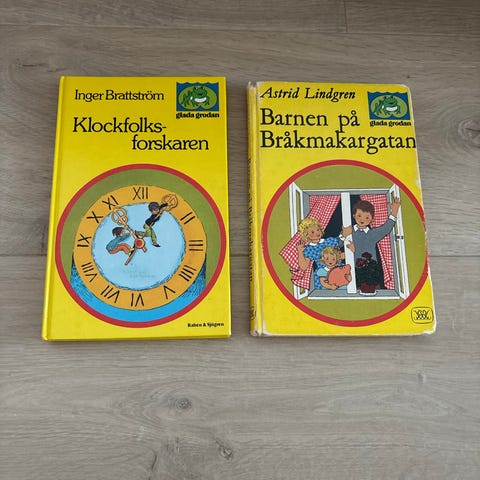 Inger Brattström
glada grodan
Klockfolks-
forskaren
XII
I
II
III
IIII
V
VI
VII
VIII
IX
X
XI
Rabén & Sjögren
Astrid Lindgren
glada grodan
Barnen på
Bråkmakargatan